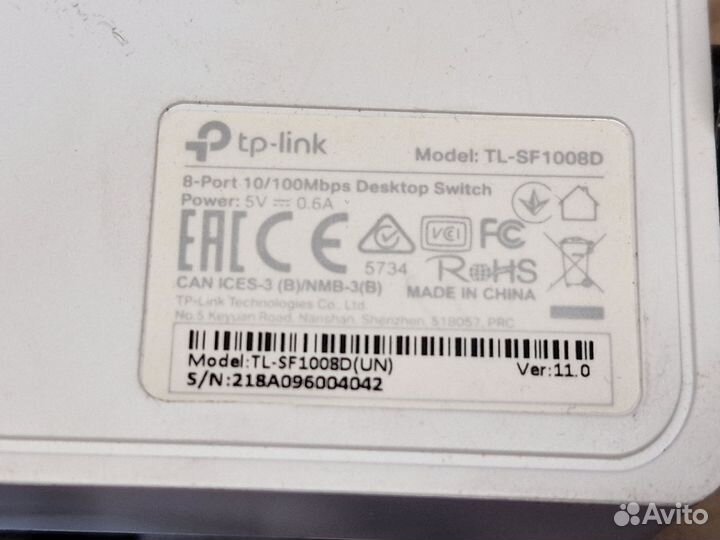 tp-link
Model: TL-SF1008D
8-Port 10/100Mbps Desktop Switch
Power: 5V ⎓ 0.6A
EAC CE VCCI FC
5734 RoHS
CAN ICES-3 (B)/NMB-3(B) MADE IN CHINA
TP-Link Technologies Co., Ltd.
No.5 Keyuan Road, Nanshan, Shenzhen, 518057, PRC
Model:TL-SF1008D(UN) Ver:11.0
S/N:218A096004042
Avito